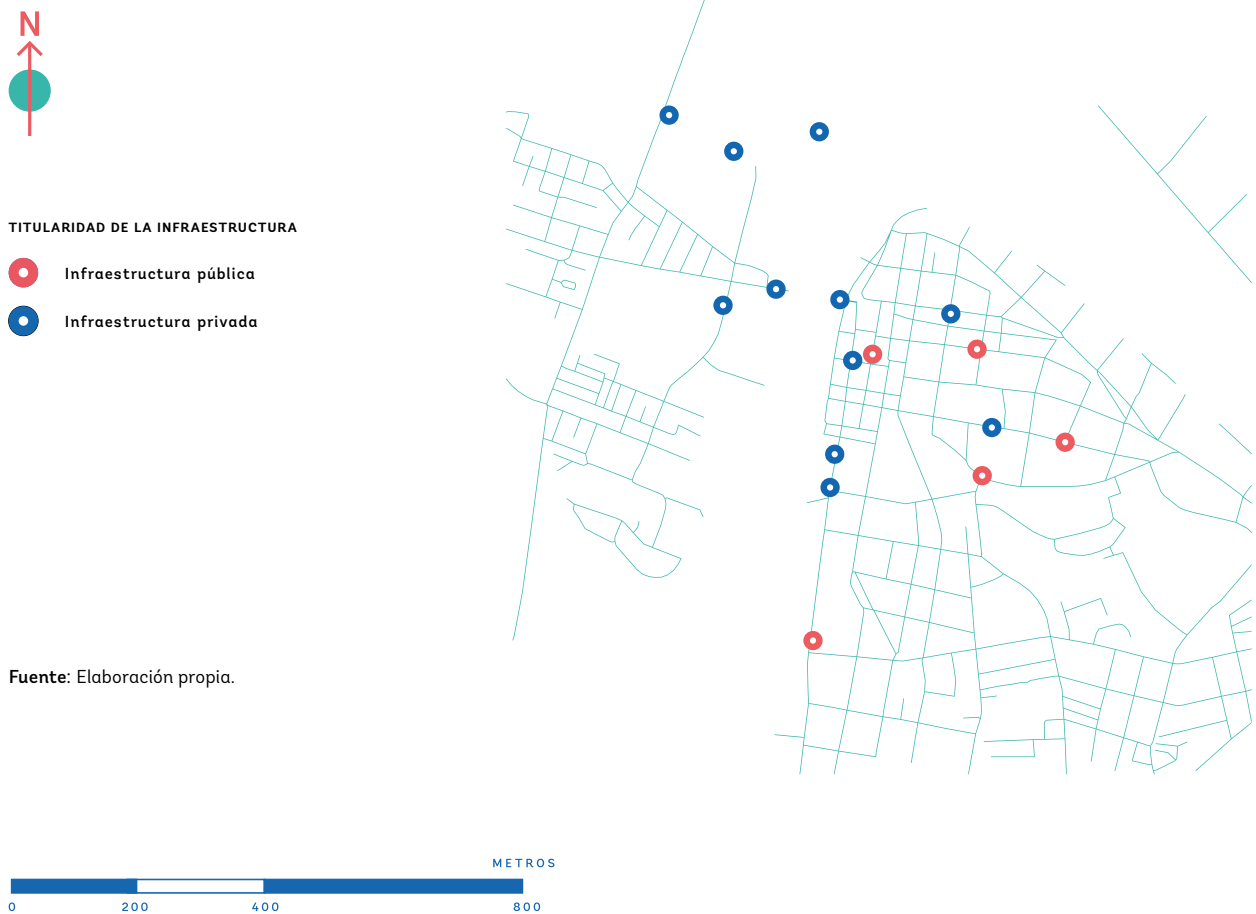 N
TITULARIDAD DE LA INFRAESTRUCTURA
Infraestructura pública
Infraestructura privada
Fuente: Elaboración propia.
METROS
0 200 400 800